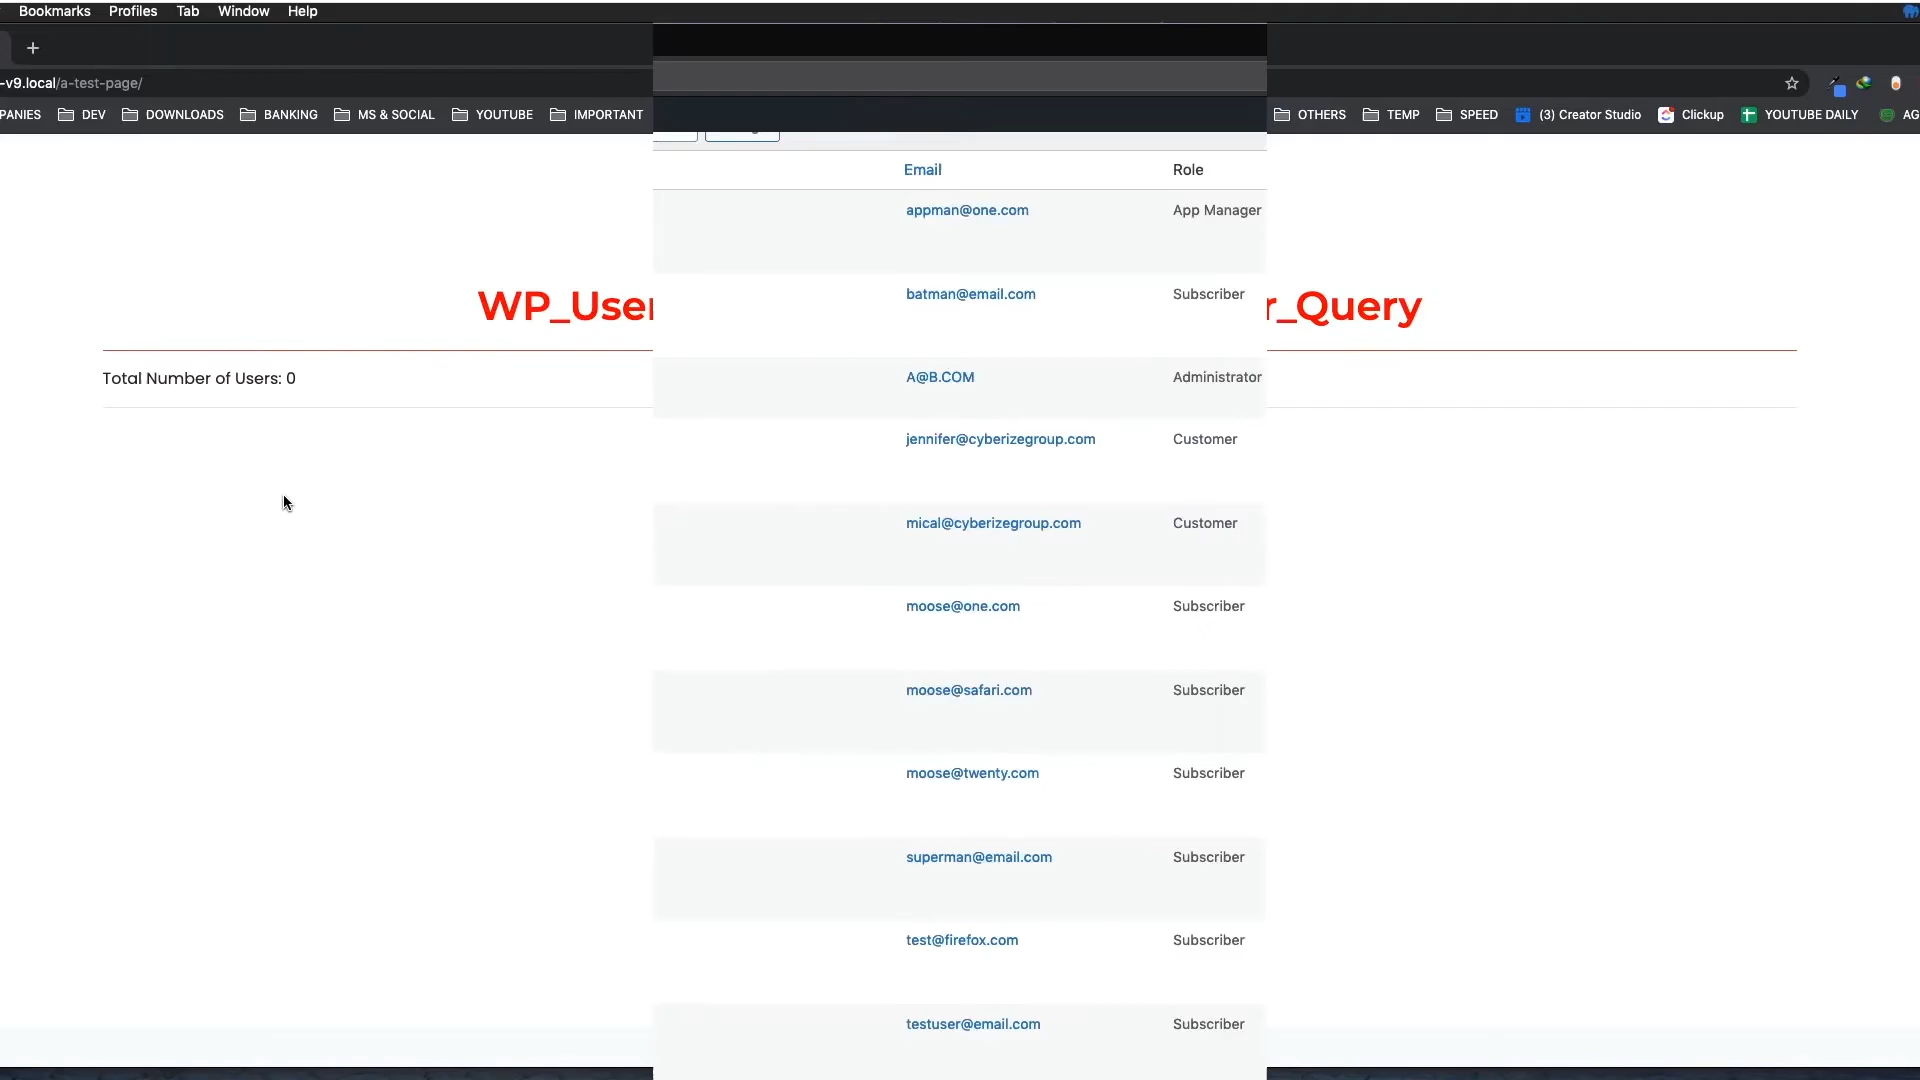 Bookmarks Profiles Tab Window Help
-v9.local/a-test-page/
PANIES DEV DOWNLOADS BANKING MS & SOCIAL YOUTUBE IMPORTANT OTHERS TEMP SPEED (3) Creator Studio Clickup YOUTUBE DAILY AG
Email Role
appman@one.com App Manager
batman@email.com Subscriber
WP_User r_Query
Total Number of Users: 0
A@B.COM Administrator
jennifer@cyberizegroup.com Customer
mical@cyberizegroup.com Customer
moose@one.com Subscriber
moose@safari.com Subscriber
moose@twenty.com Subscriber
superman@email.com Subscriber
test@firefox.com Subscriber
testuser@email.com Subscriber